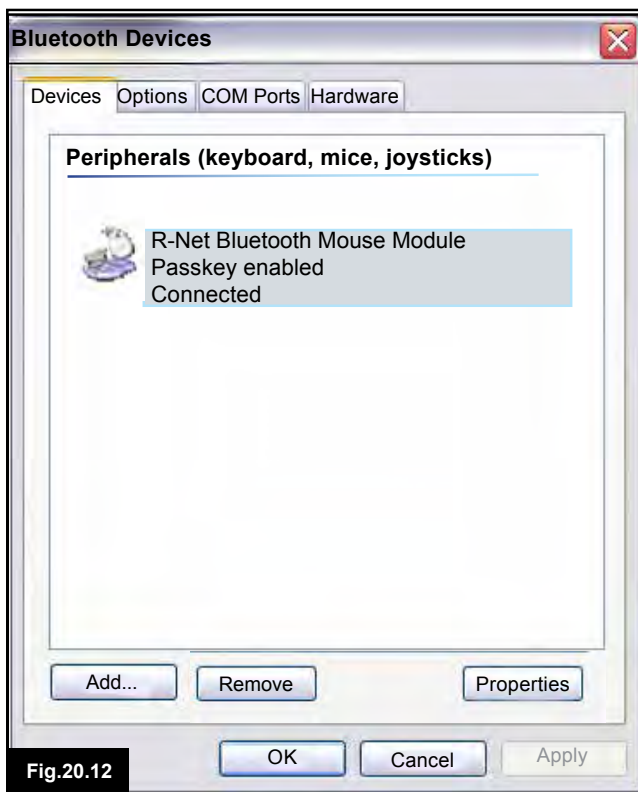 Bluetooth Devices
Devices Options COM Ports Hardware
Peripherals (keyboard, mice, joysticks)
R-Net Bluetooth Mouse Module
Passkey enabled
Connected
Add... Remove Properties
OK Cancel Apply
Fig.20.12